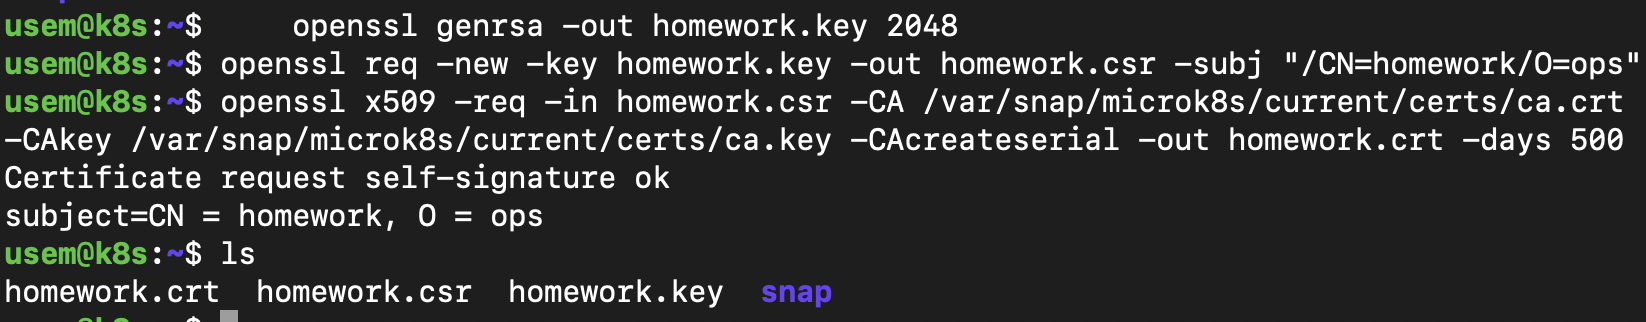 usem@k8s:~$     openssl genrsa -out homework.key 2048
usem@k8s:~$ openssl req -new -key homework.key -out homework.csr -subj "/CN=homework/O=ops"
usem@k8s:~$ openssl x509 -req -in homework.csr -CA /var/snap/microk8s/current/certs/ca.crt
-CAkey /var/snap/microk8s/current/certs/ca.key -CAcreateserial -out homework.crt -days 500
Certificate request self-signature ok
subject=CN = homework, O = ops
usem@k8s:~$ ls
homework.crt  homework.csr  homework.key  snap
usem@k8s:~$